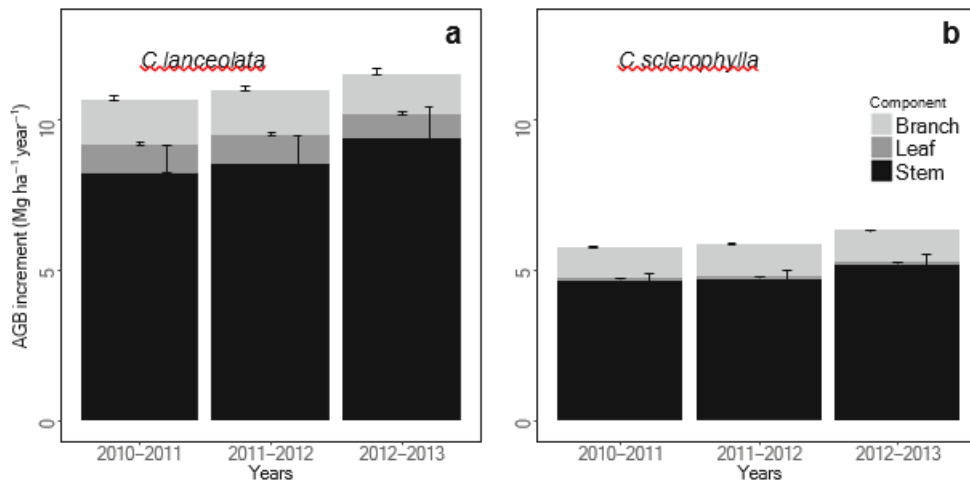 a
C.lanceolata
AGB increment (Mg ha⁻¹ year⁻¹)
10
5
0
2010–2011 2011–2012 2012–2013
Years
b
C.sclerophylla
Component
Branch
Leaf
Stem
10
5
0
2010–2011 2011–2012 2012–2013
Years